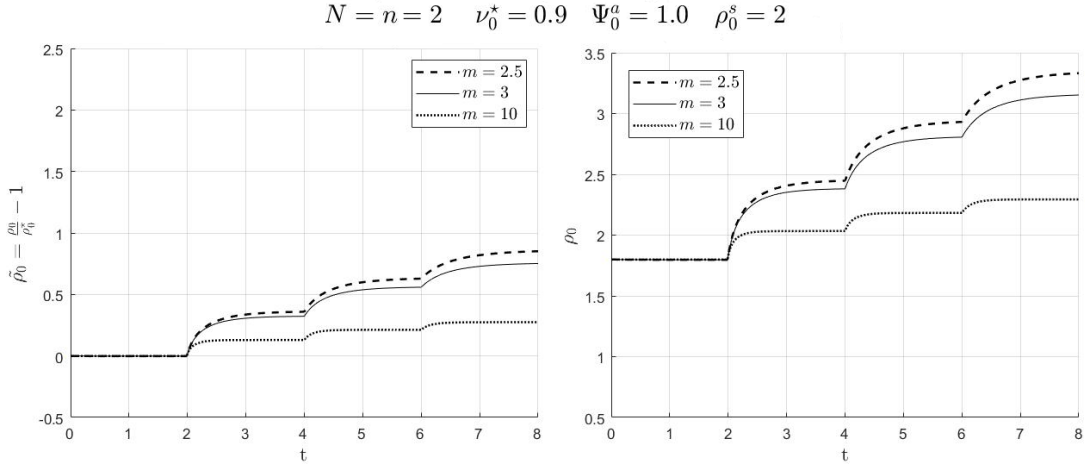 N = n = 2 ν₀* = 0.9 Ψ₀ᵃ = 1.0 ρ₀ˢ = 2
2.5
2
1.5
1
0.5
0
-0.5
ρ̃₀ = ρ₀/ρ₀* − 1
m = 2.5
m = 3
m = 10
0 1 2 3 4 5 6 7 8
t
3.5
3
2.5
2
1.5
1
0.5
ρ₀
m = 2.5
m = 3
m = 10
0 1 2 3 4 5 6 7 8
t